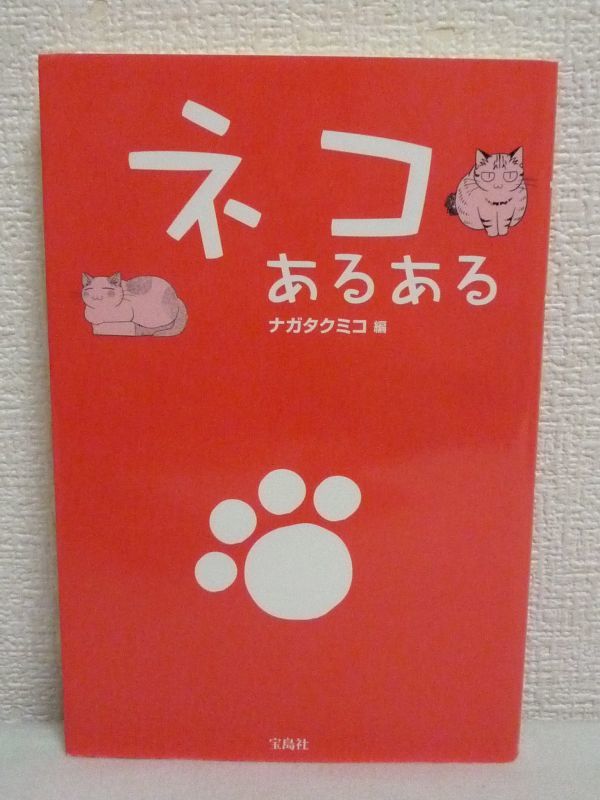 ネコ
あるある
ナガタクミコ 編
宝島社